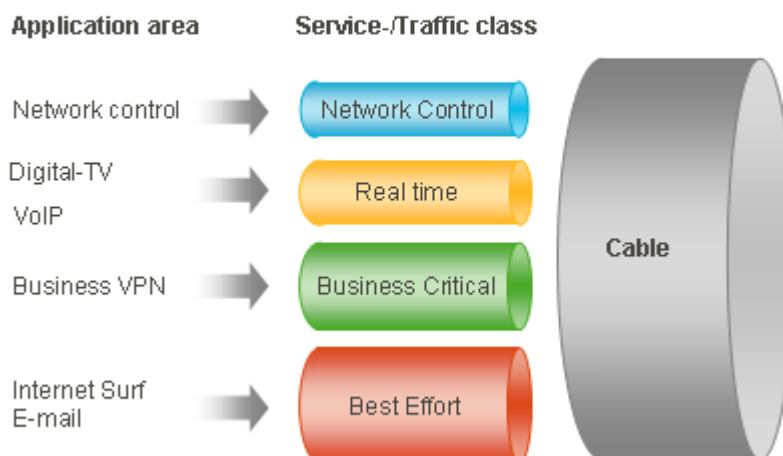 Application area
Service-/Traffic class
Network control
Network Control
Digital-TV
VoIP
Real time
Business VPN
Business Critical
Internet Surf
E-mail
Best Effort
Cable